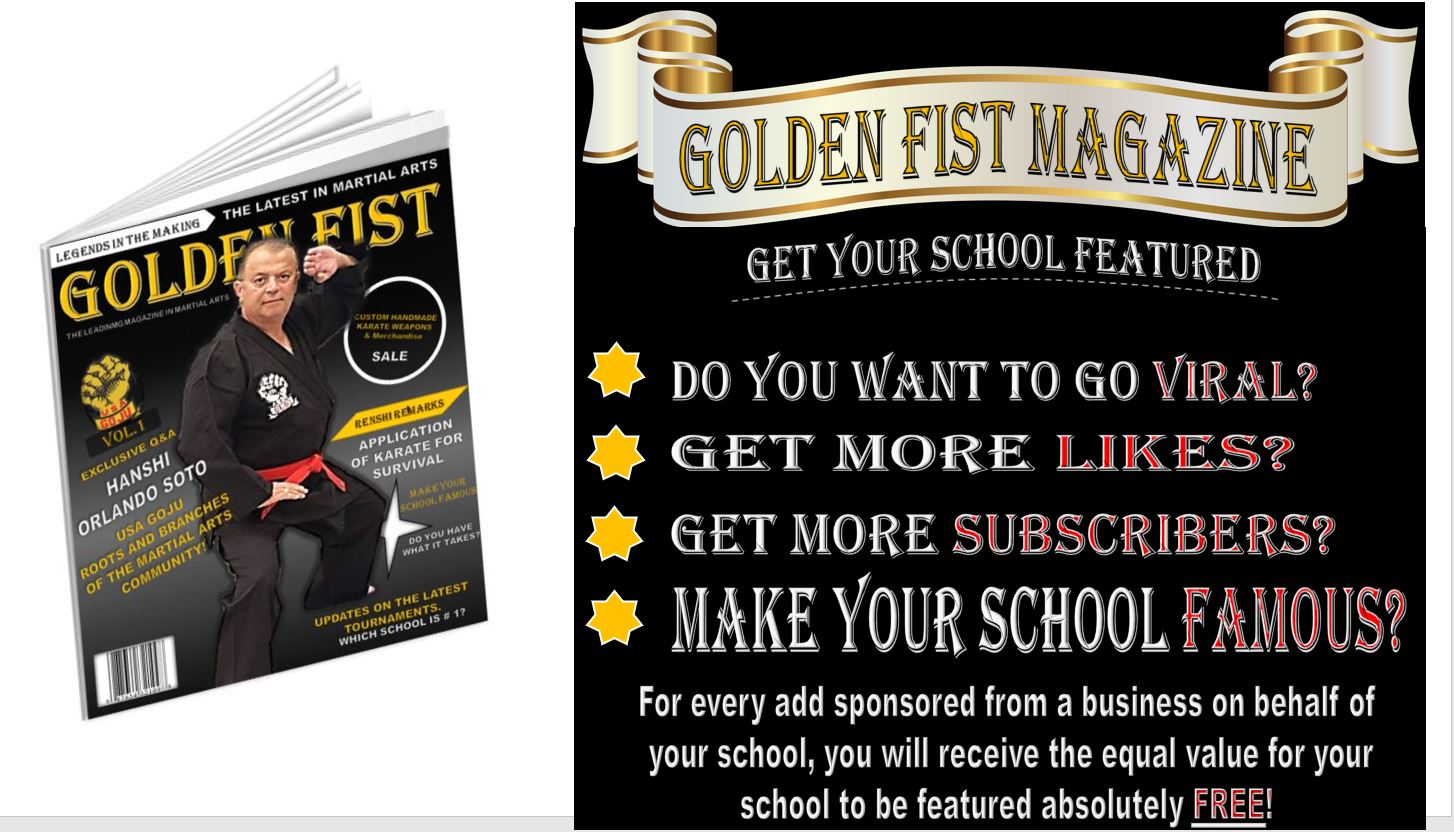 LEGENDS IN THE MAKING
THE LATEST IN MARTIAL ARTS
GOLDEN FIST
THE LEADINMG MAGAZINE IN MARTIAL ARTS
CUSTOM HANDMADE
KARATE WEAPONS
& Merchandise
SALE
USA
GOJU
VOL.1
EXCLUSIVE Q&A
HANSHI
ORLANDO SOTO
USA GOJU
ROOTS AND BRANCHES
OF THE MARTIAL ARTS
COMMUNITY!
RENSHI REMARKS
APPLICATION
OF KARATE FOR
SURVIVAL
MAKE YOUR
SCHOOL FAMOUS
DO YOU HAVE
WHAT IT TAKES?
UPDATES ON THE LATEST
TOURNAMENTS.
WHICH SCHOOL IS # 1?
GOLDEN FIST MAGAZINE
GET YOUR SCHOOL FEATURED
DO YOU WANT TO GO VIRAL?
GET MORE LIKES?
GET MORE SUBSCRIBERS?
MAKE YOUR SCHOOL FAMOUS?
For every add sponsored from a business on behalf of
your school, you will receive the equal value for your
school to be featured absolutely FREE!